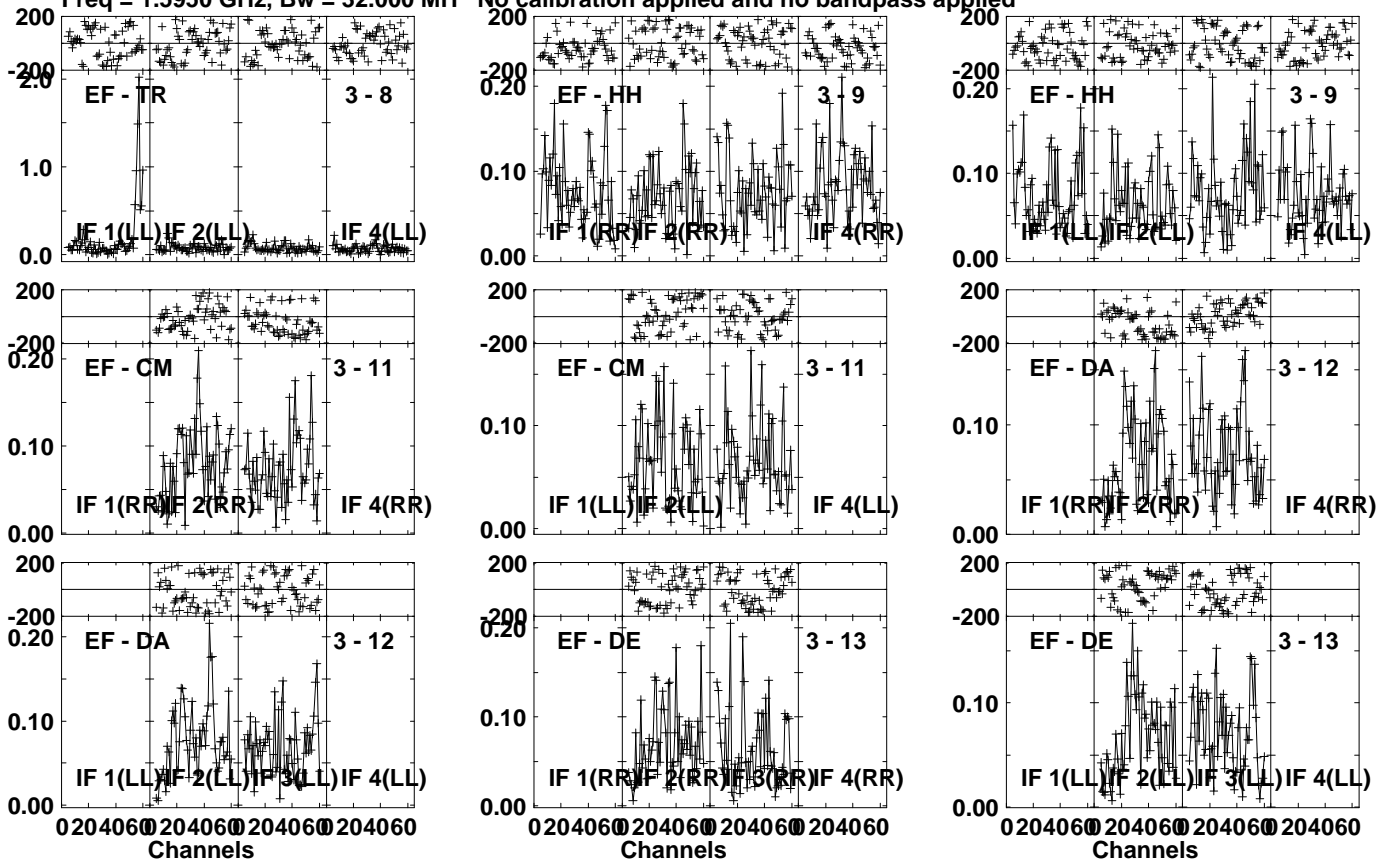 Freq = 1.5950 GHz, Bw = 32.000 MH No calibration applied and no bandpass applied
200
-200
2.0
1.0
0.0
EF - TR 3 - 8
IF 1(LL) IF 2(LL) IF 4(LL)
200
-200
0.20
0.10
0.00
EF - HH 3 - 9
IF 1(RR) IF 2(RR) IF 4(RR)
200
-200
0.20
0.10
0.00
EF - HH 3 - 9
IF 1(LL) IF 2(LL) IF 4(LL)
200
-200
0.20
0.10
0.00
EF - CM 3 - 11
IF 1(RR) IF 2(RR) IF 4(RR)
200
-200
0.10
0.00
EF - CM 3 - 11
IF 1(LL) IF 2(LL) IF 4(LL)
200
-200
0.10
0.00
EF - DA 3 - 12
IF 1(RR) IF 2(RR) IF 4(RR)
200
-200
0.20
0.10
0.00
EF - DA 3 - 12
IF 1(LL) IF 2(LL) IF 3(LL) IF 4(LL)
0 20 40 60 0 20 40 60 0 20 40 60 0 20 40 60
Channels
200
-200
0.20
0.10
0.00
EF - DE 3 - 13
IF 1(RR) IF 2(RR) IF 3(RR) IF 4(RR)
0 20 40 60 0 20 40 60 0 20 40 60 0 20 40 60
Channels
200
-200
0.10
0.00
EF - DE 3 - 13
IF 1(LL) IF 2(LL) IF 3(LL) IF 4(LL)
0 20 40 60 0 20 40 60 0 20 40 60 0 20 40 60
Channels